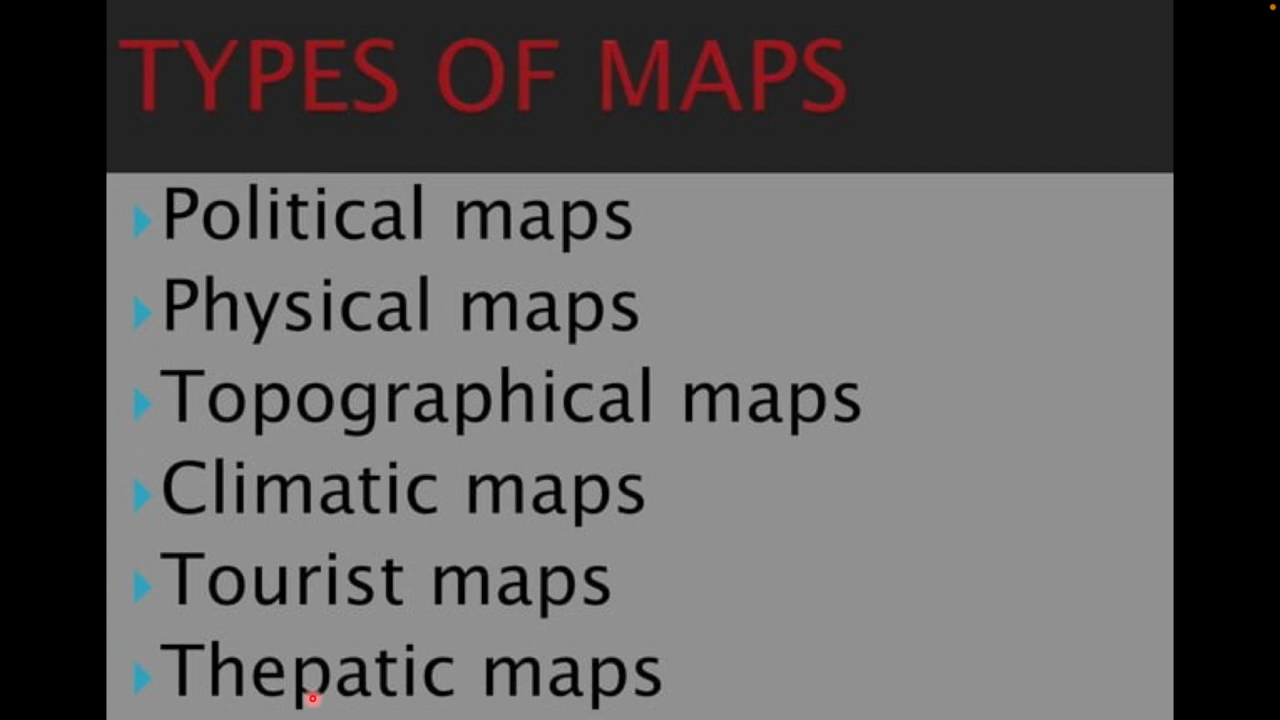 TYPES OF MAPS
Political maps
Physical maps
Topographical maps
Climatic maps
Tourist maps
Thepatic maps